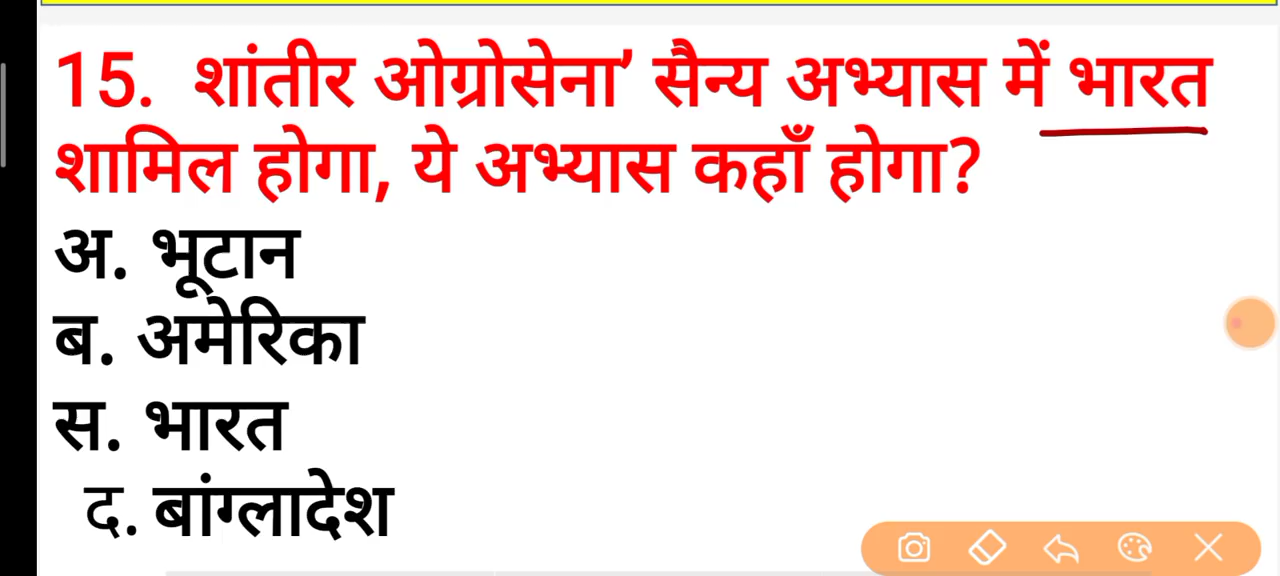 15. शांतीर ओग्रोसेना’ सैन्य अभ्यास में भारत
शामिल होगा, ये अभ्यास कहाँ होगा?
अ. भूटान
ब. अमेरिका
स. भारत
द. बांग्लादेश